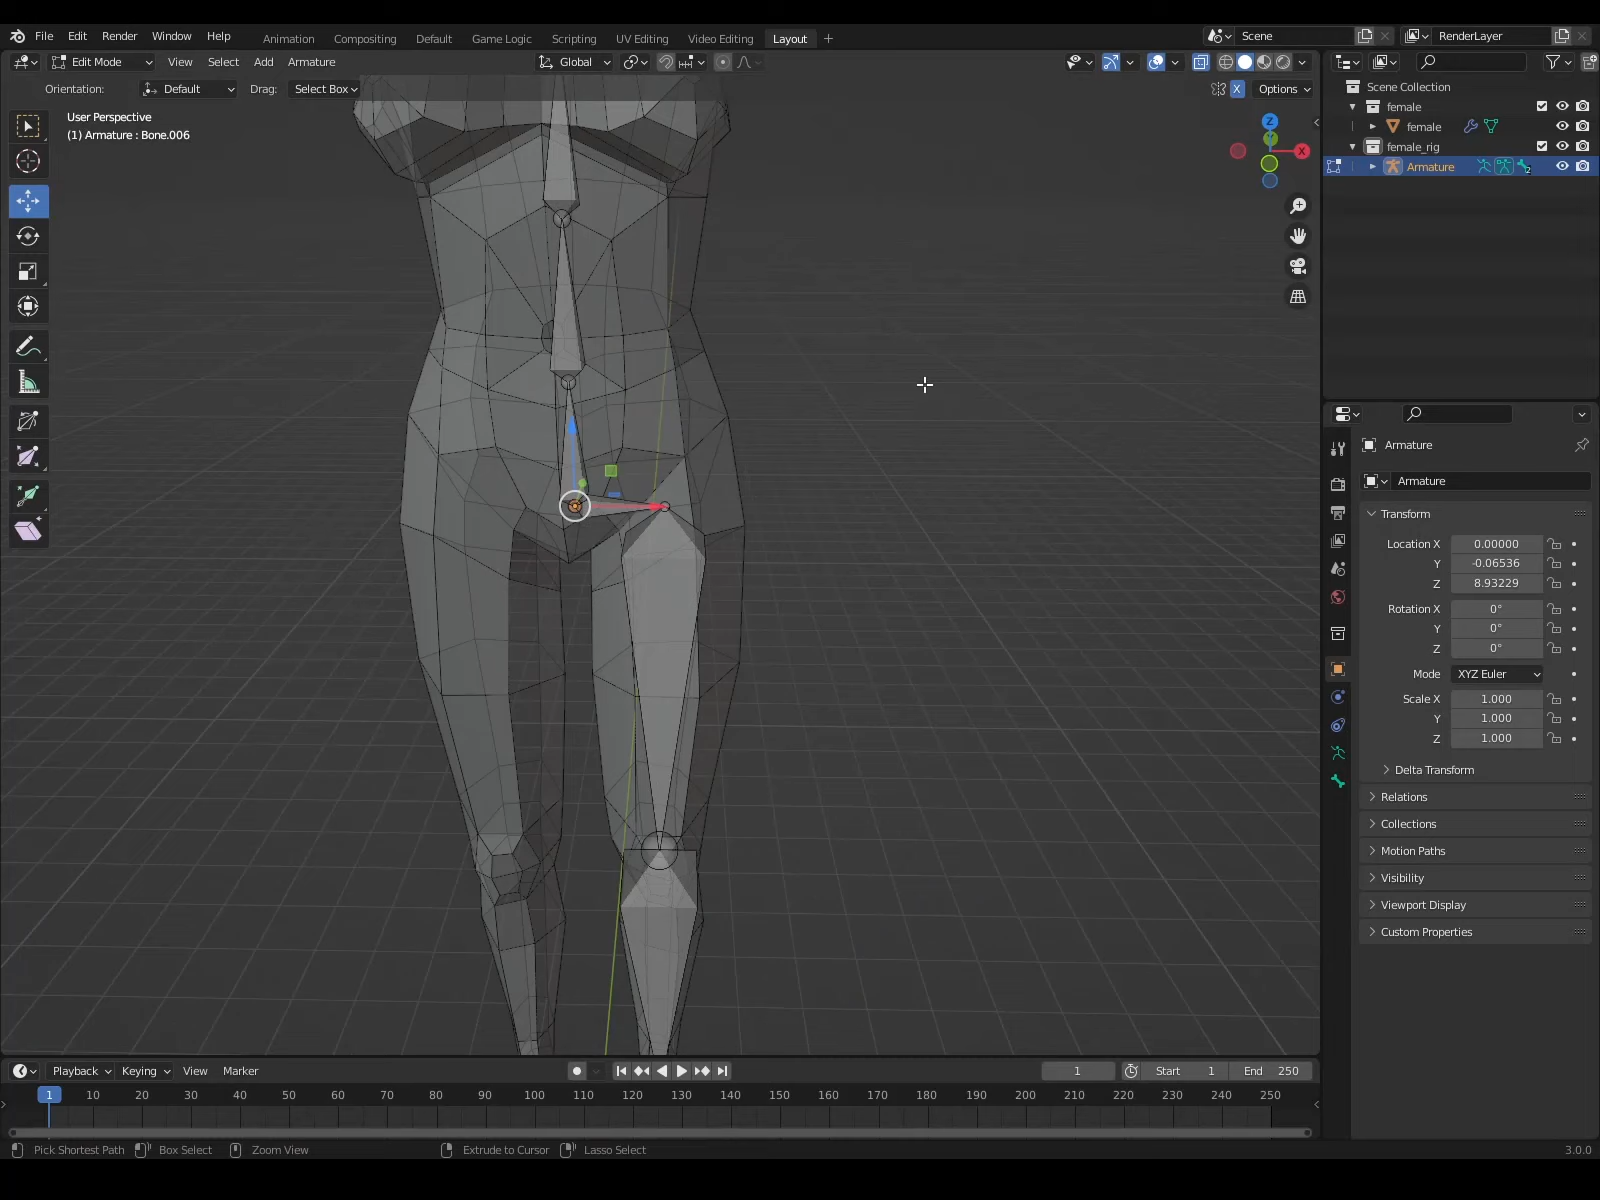 File Edit Render Window Help Animation Compositing Default Game Logic Scripting UV Editing Video Editing Layout + Scene RenderLayer
Edit Mode View Select Add Armature Global
Orientation: Default Drag: Select Box X Options
User Perspective
(1) Armature : Bone.006
Z
Y
X
Scene Collection
female
female
female_rig
Armature 2
Armature
Armature
Transform
Location X 0.00000
Y -0.06536
Z 8.93229
Rotation X 0°
Y 0°
Z 0°
Mode XYZ Euler
Scale X 1.000
Y 1.000
Z 1.000
Delta Transform
Relations
Collections
Motion Paths
Visibility
Viewport Display
Custom Properties
Playback Keying View Marker 1 Start 1 End 250
1 10 20 30 40 50 60 70 80 90 100 110 120 130 140 150 160 170 180 190 200 210 220 230 240 250
Pick Shortest Path Box Select Zoom View Extrude to Cursor Lasso Select 3.0.0